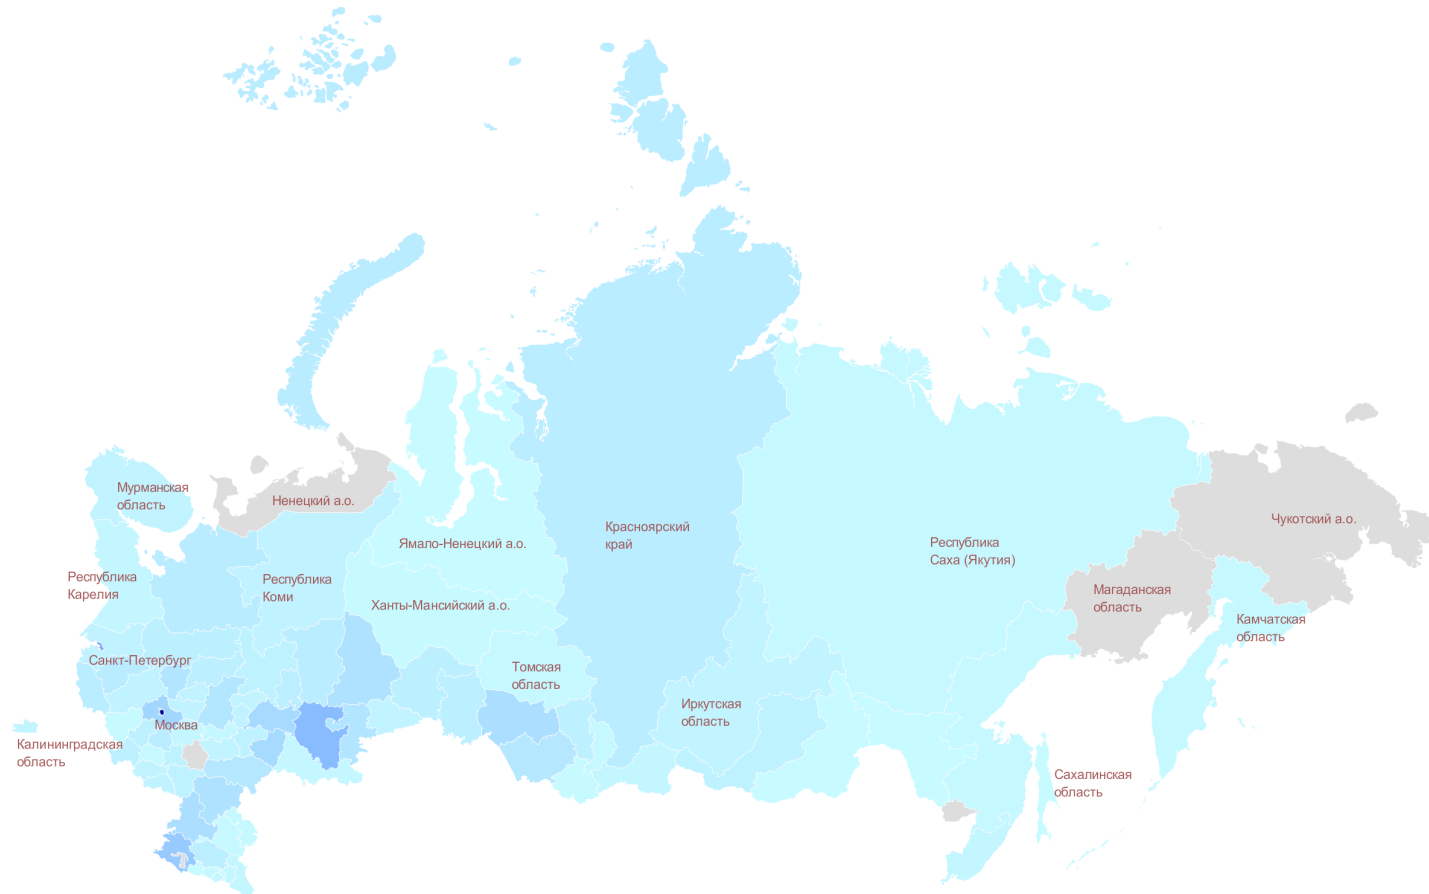 Мурманская
область
Ненецкий а.о.
Чукотский а.о.
Красноярский
край
Ямало-Ненецкий а.о.
Республика
Саха (Якутия)
Республика
Карелия
Республика
Коми
Ханты-Мансийский а.о.
Магаданская
область
Камчатская
область
Санкт-Петербург
Томская
область
Иркутская
область
Москва
Калининградская
область
Сахалинская
область